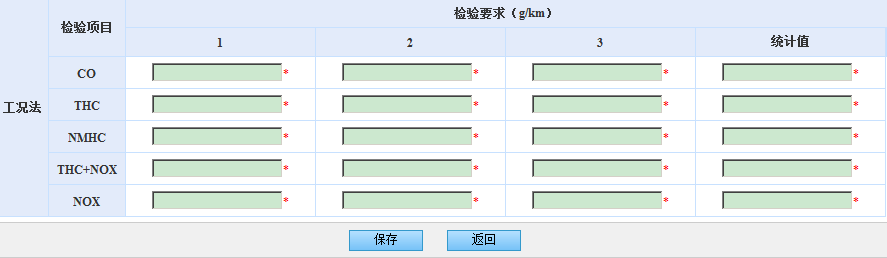 检验项目 检验要求（g/km）
1 2 3 统计值
工况法
CO * * * *
THC * * * *
NMHC * * * *
THC+NOX * * * *
NOX * * * *
保存 返回